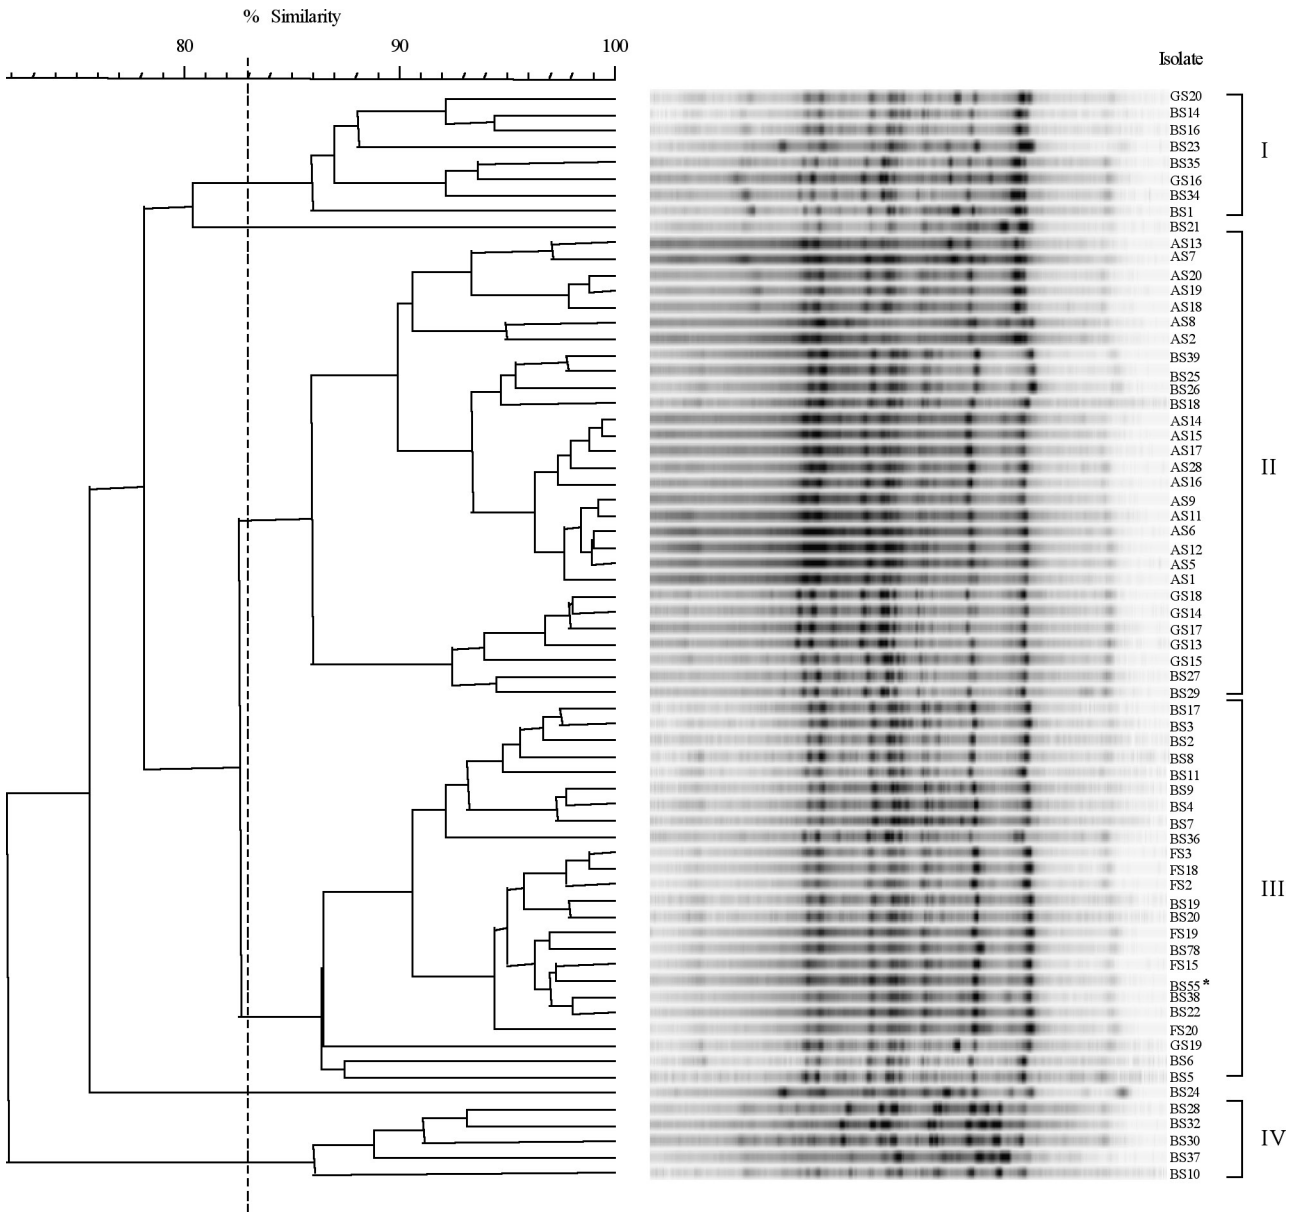 % Similarity
80 90 100
Isolate
GS20
BS14
BS16
BS23
I
BS35
GS16
BS34
BS1
BS21
AS13
AS7
AS20
AS19
AS18
AS8
AS2
BS39
BS25
BS26
BS18
AS14
AS15
AS17
AS28
II
AS16
AS9
AS11
AS6
AS12
AS5
AS1
GS18
GS14
GS17
GS13
GS15
BS27
BS29
BS17
BS3
BS2
BS8
BS11
BS9
BS4
BS7
BS36
FS3
FS18
FS2
III
BS19
BS20
FS19
BS78
FS15
BS55*
BS38
BS22
FS20
GS19
BS6
BS5
BS24
BS28
BS32
BS30
IV
BS37
BS10